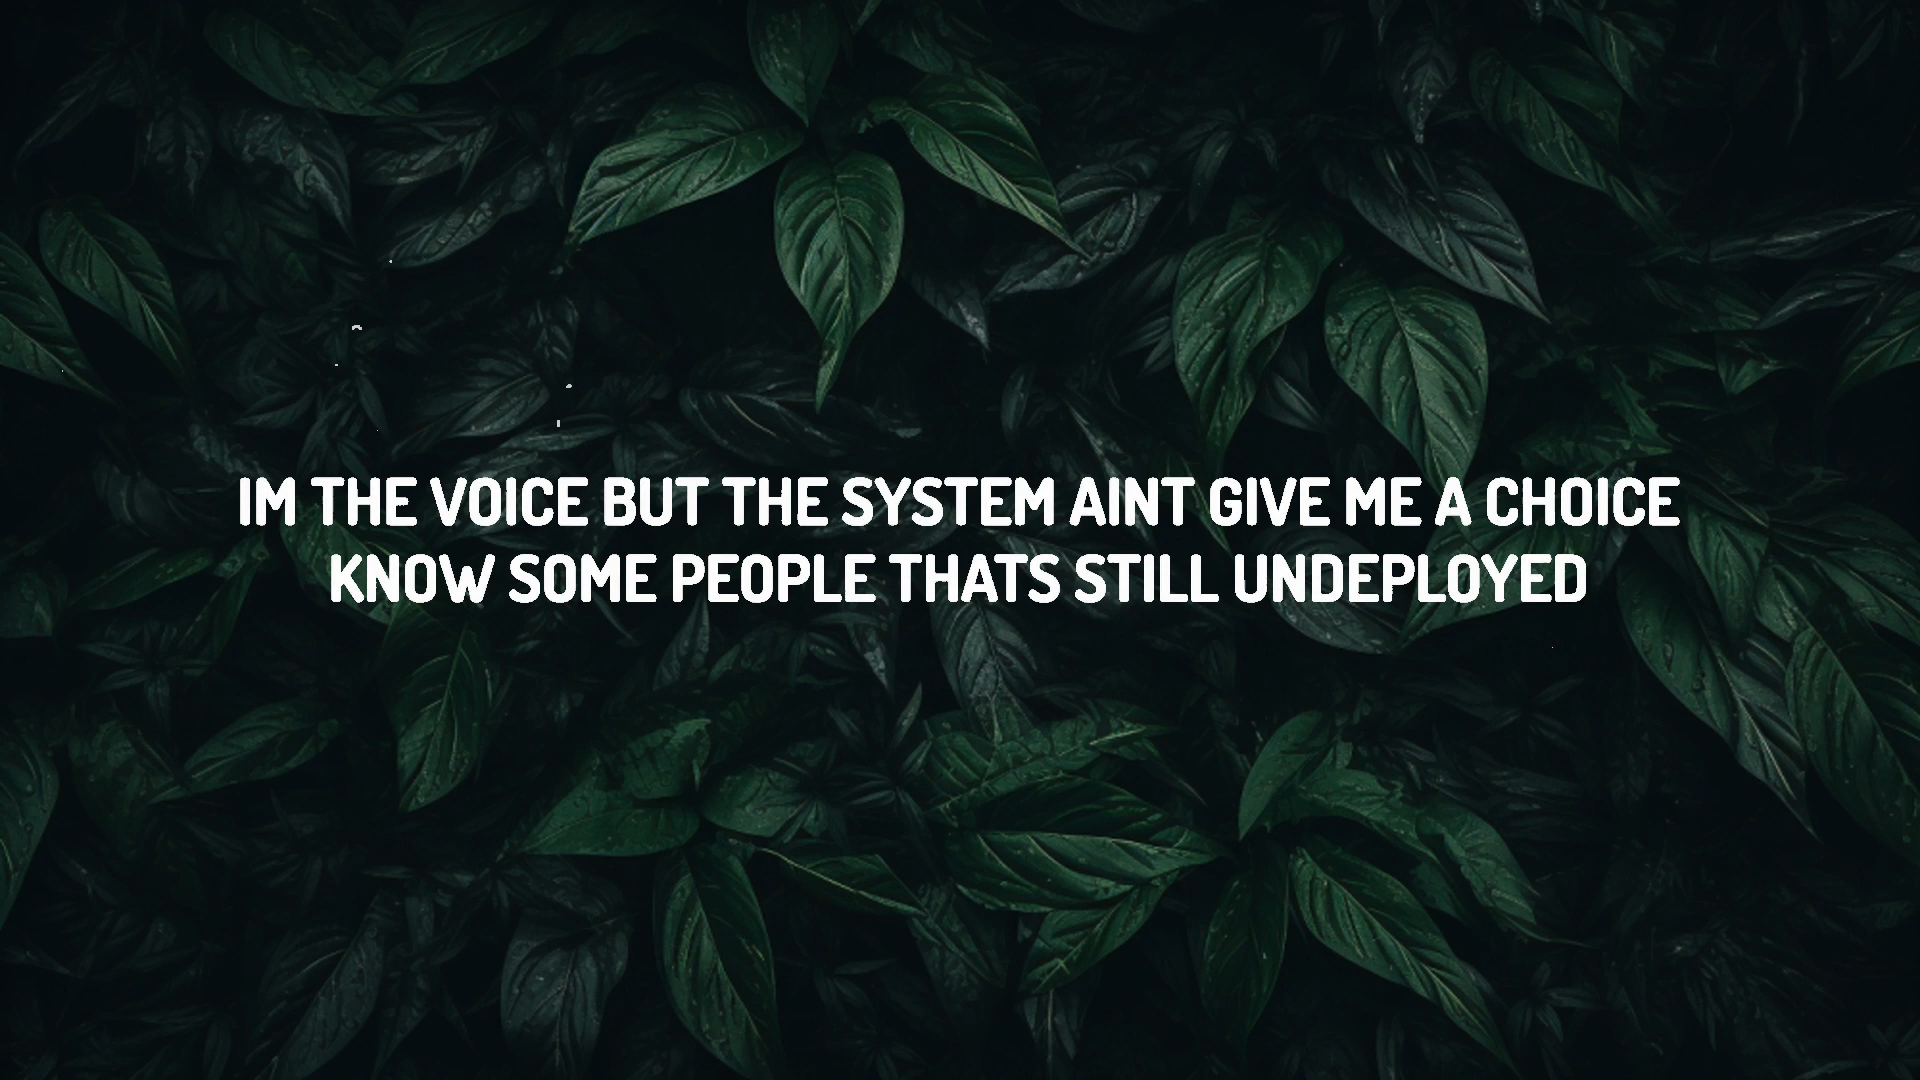 IM THE VOICE BUT THE SYSTEM AINT GIVE ME A CHOICE
KNOW SOME PEOPLE THATS STILL UNDEPLOYED